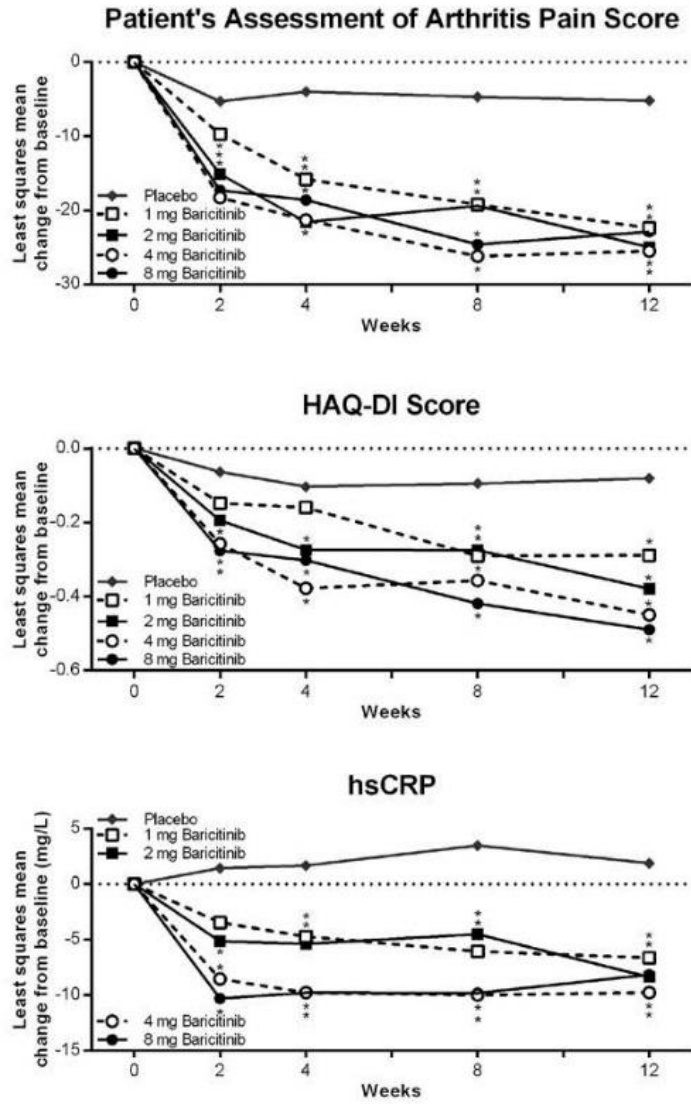 Patient's Assessment of Arthritis Pain Score
Least squares mean
change from baseline
0
-10
-20
-30
Placebo
1 mg Baricitinib
2 mg Baricitinib
4 mg Baricitinib
8 mg Baricitinib
* * * * * * * * * * * * * * * *
0 2 4 8 12
Weeks
HAQ-DI Score
Least squares mean
change from baseline
0.0
-0.2
-0.4
-0.6
Placebo
1 mg Baricitinib
2 mg Baricitinib
4 mg Baricitinib
8 mg Baricitinib
0 2 4 8 12
Weeks
hsCRP
Least squares mean
change from baseline (mg/L)
5
0
-5
-10
-15
Placebo
1 mg Baricitinib
2 mg Baricitinib
4 mg Baricitinib
8 mg Baricitinib
0 2 4 8 12
Weeks